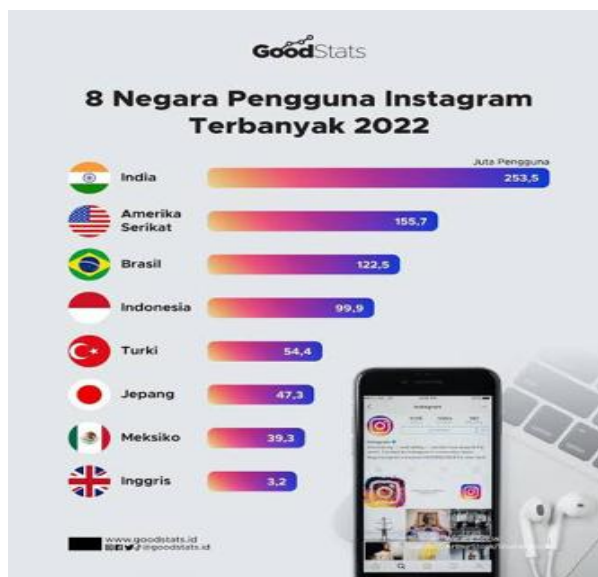 GoodStats
8 Negara Pengguna Instagram
Terbanyak 2022
Juta Pengguna
India
253,5
Amerika
Serikat
155,7
Brasil
122,5
Indonesia
99,9
Turki
54,4
Jepang
47,3
Meksiko
39,3
Inggris
3,2
Instagram
www.goodstats.id
@goodstats.id